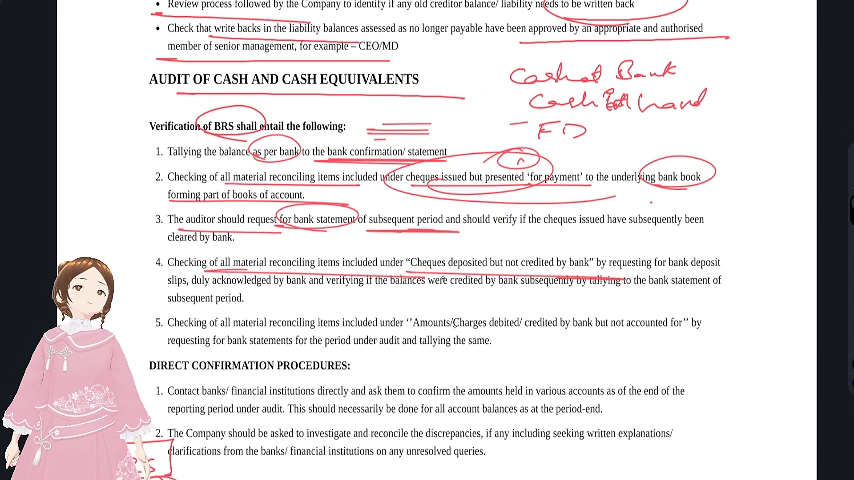 • Review process followed by the Company to identify if any old creditor balance/ liability needs to be written back
• Check that write backs in the liability balances assessed as no longer payable have been approved by an appropriate and authorised
member of senior management, for example – CEO/MD
AUDIT OF CASH AND CASH EQUUIVALENTS
Cash at Bank
Cash hand
– FD
Verification of BRS shall entail the following:
1. Tallying the balance as per bank to the bank confirmation/ statement
2. Checking of all material reconciling items included under cheques issued but presented ‘for payment’ to the underlying bank book
forming part of books of account.
3. The auditor should request for bank statement of subsequent period and should verify if the cheques issued have subsequently been
cleared by bank.
4. Checking of all material reconciling items included under “Cheques deposited but not credited by bank” by requesting for bank deposit
slips, duly acknowledged by bank and verifying if the balances were credited by bank subsequently by tallying to the bank statement of
subsequent period.
5. Checking of all material reconciling items included under ‘’Amounts/Charges debited/ credited by bank but not accounted for’’ by
requesting for bank statements for the period under audit and tallying the same.
DIRECT CONFIRMATION PROCEDURES:
1. Contact banks/ financial institutions directly and ask them to confirm the amounts held in various accounts as of the end of the
reporting period under audit. This should necessarily be done for all account balances as at the period-end.
2. The Company should be asked to investigate and reconcile the discrepancies, if any including seeking written explanations/
clarifications from the banks/ financial institutions on any unresolved queries.